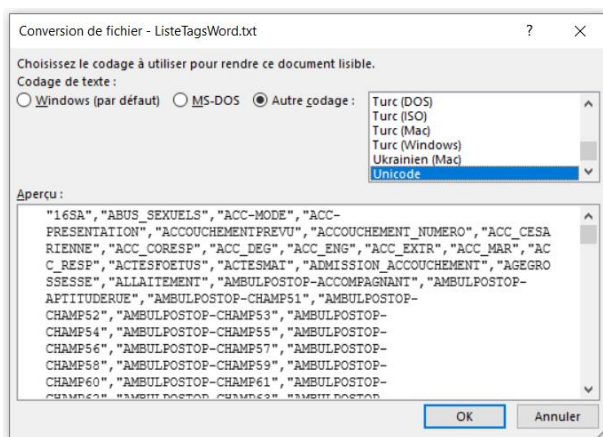 Conversion de fichier - ListeTagsWord.txt
Choisissez le codage à utiliser pour rendre ce document lisible.
Codage de texte :
Windows (par défaut) MS-DOS Autre codage :
Turc (DOS)
Turc (ISO)
Turc (Mac)
Turc (Windows)
Ukrainien (Mac)
Unicode
Aperçu :
"16SA","ABUS_SEXUELS","ACC-MODE","ACC-
PRESENTATION","ACCOUCHEMENTPREVU","ACCOUCHEMENT_NUMERO","ACC_CESA
RIENNE","ACC_CORESP","ACC_DEG","ACC_ENG","ACC_EXTR","ACC_MAR","AC
C_RESP","ACTESFOETUS","ACTESMAT","ADMISSION_ACCOUCHEMENT","AGEGRO
SSESSE","ALLAITEMENT","AMBULPOSTOP-ACCOMPAGNANT","AMBULPOSTOP-
APTITUDERUE","AMBULPOSTOP-CHAMP51","AMBULPOSTOP-
CHAMP52","AMBULPOSTOP-CHAMP53","AMBULPOSTOP-
CHAMP54","AMBULPOSTOP-CHAMP55","AMBULPOSTOP-
CHAMP56","AMBULPOSTOP-CHAMP57","AMBULPOSTOP-
CHAMP58","AMBULPOSTOP-CHAMP59","AMBULPOSTOP-
CHAMP60","AMBULPOSTOP-CHAMP61","AMBULPOSTOP-
CHAMP62","AMBULPOSTOP-CHAMP63","AMBULPOSTOP-
OK Annuler